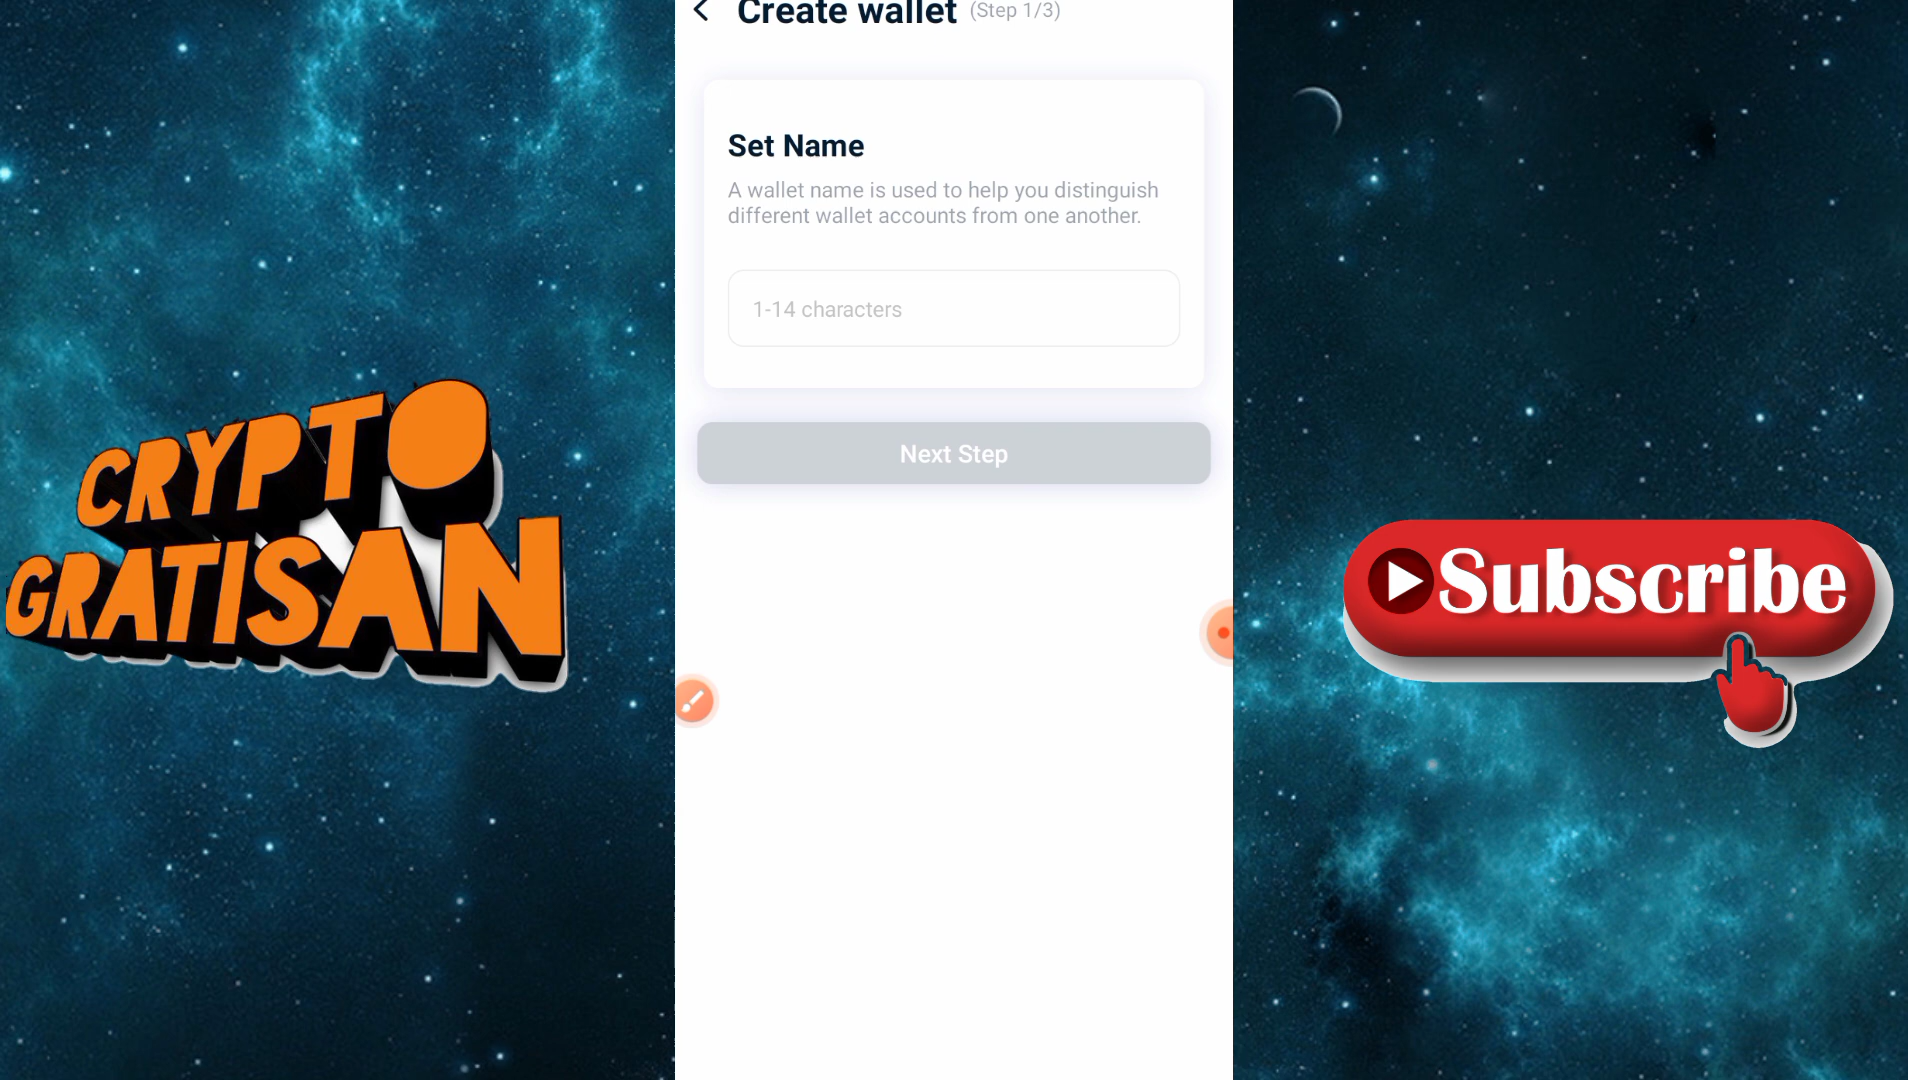 Create wallet (Step 1/3)
Set Name
A wallet name is used to help you distinguish
different wallet accounts from one another.
1-14 characters
Next Step
CRYPTO
GRATISAN
Subscribe